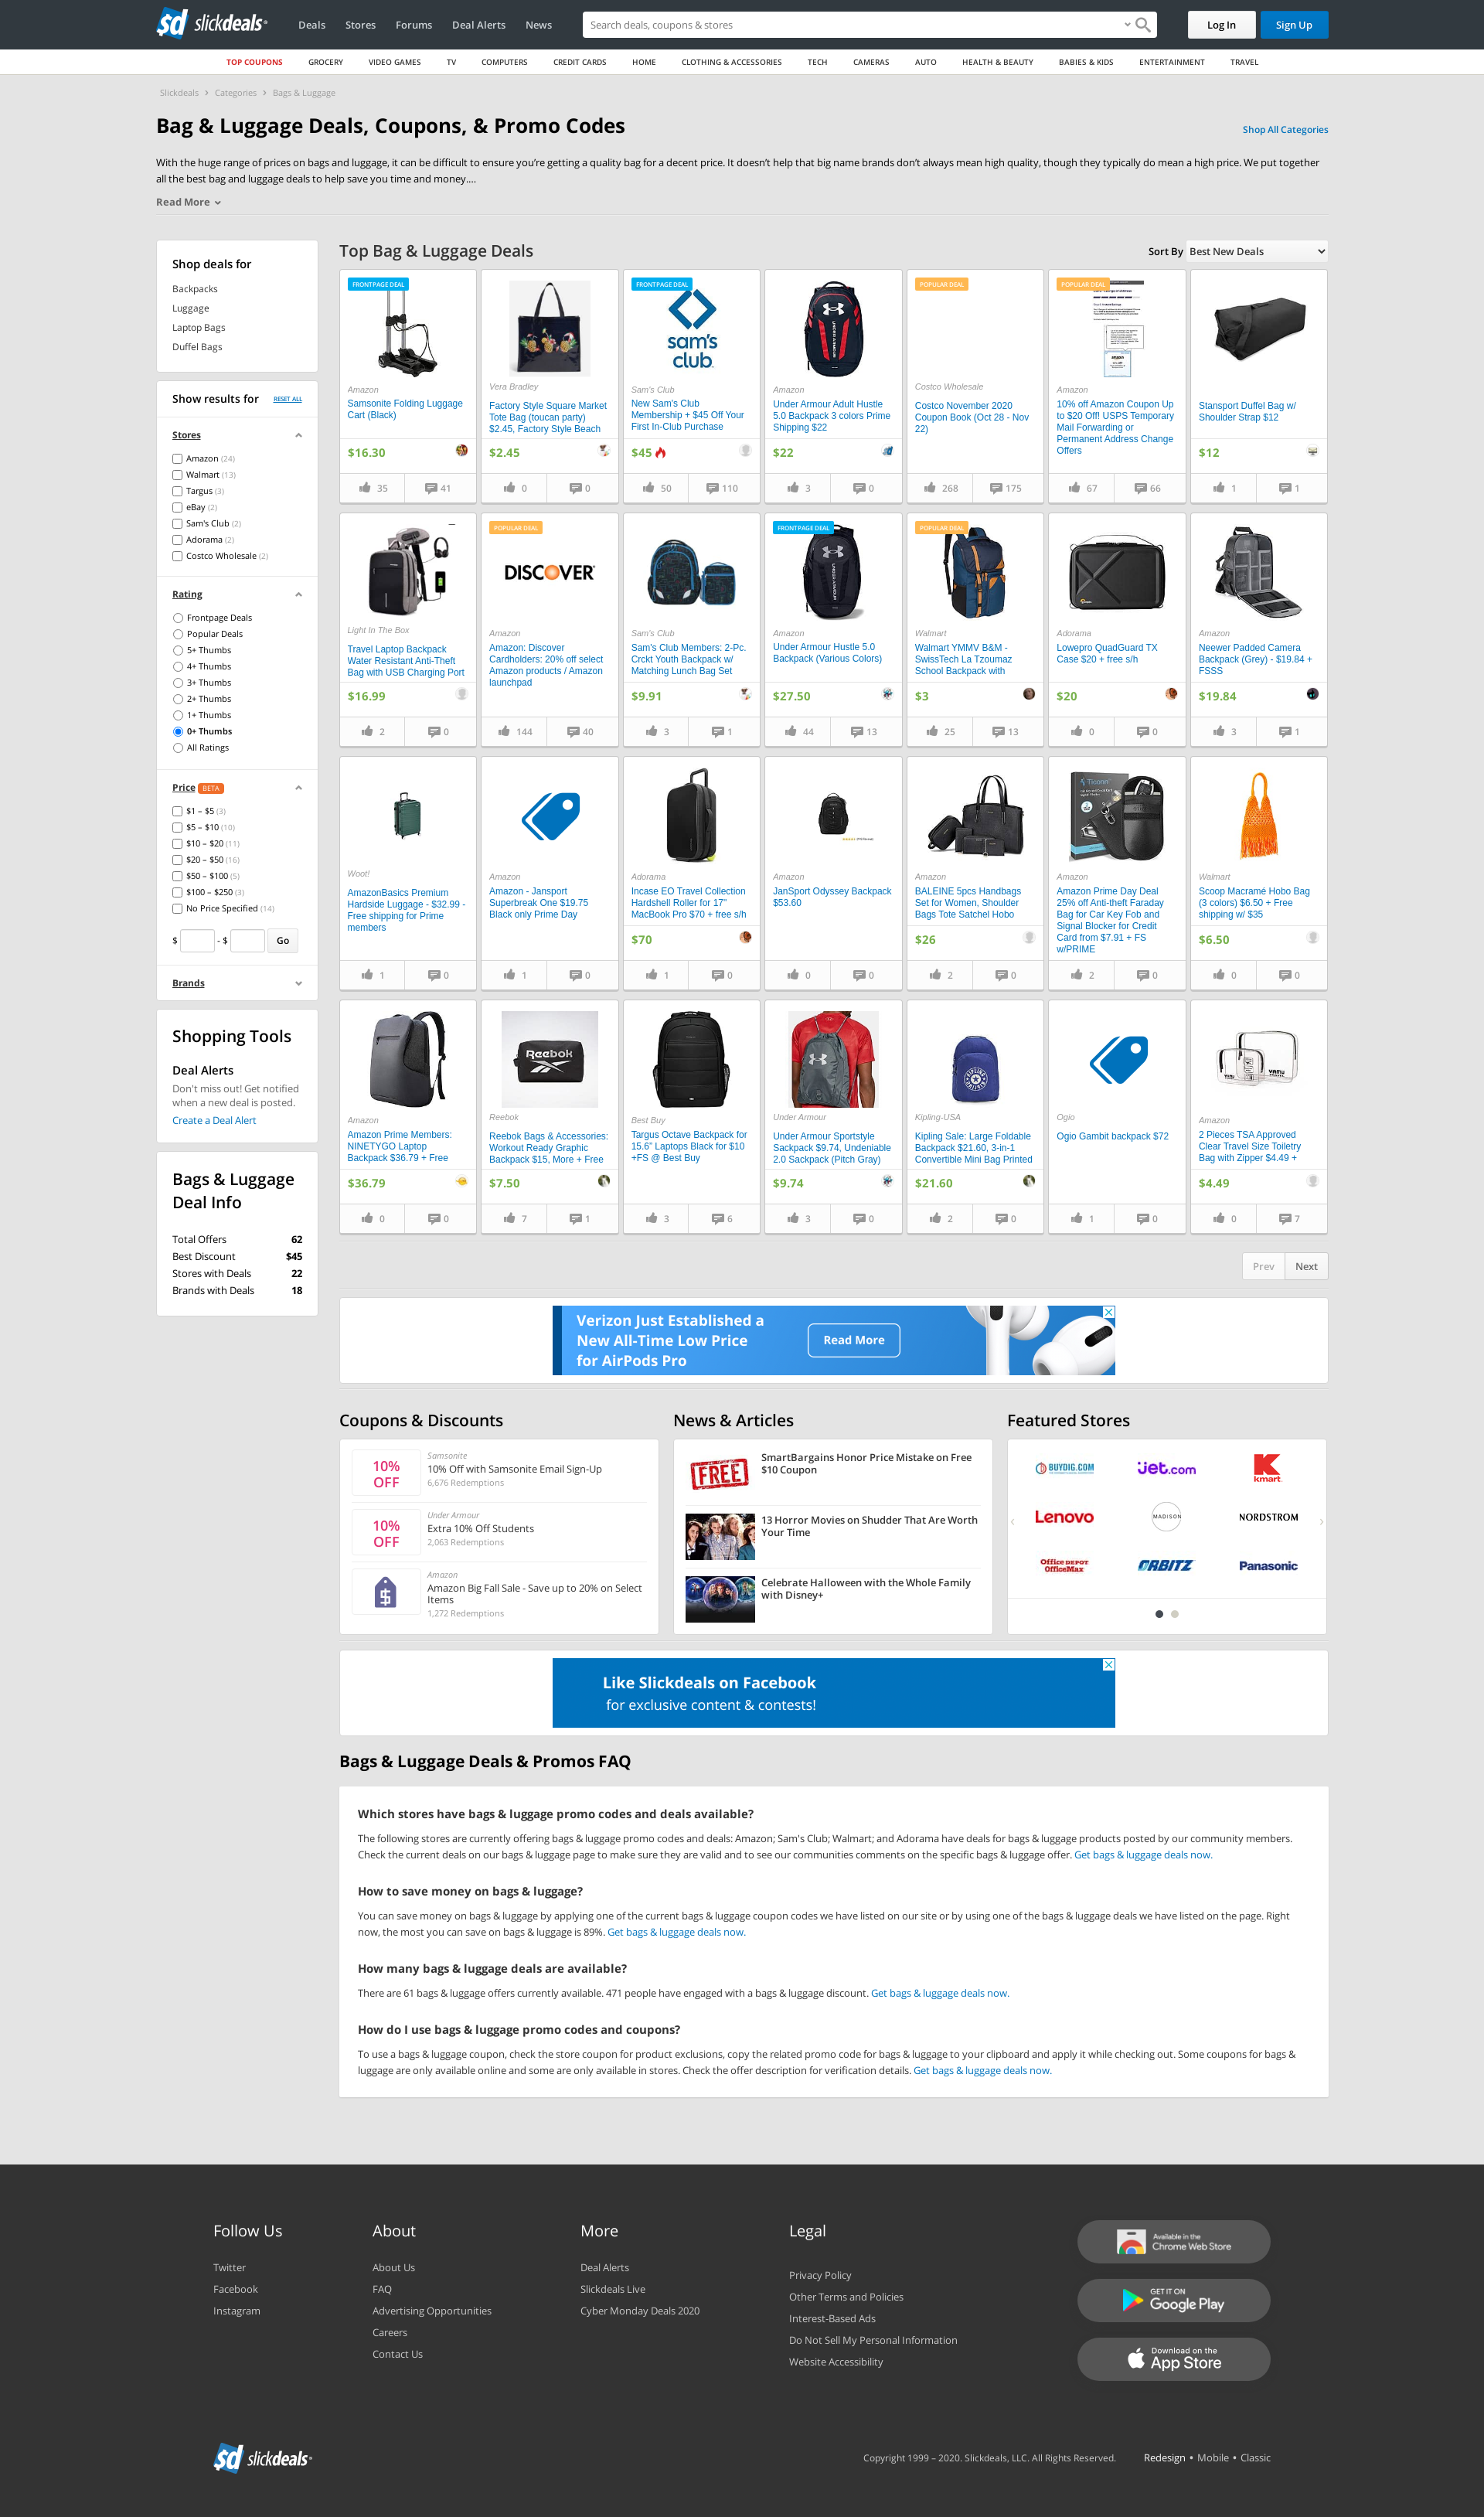 sd slickdeals
Deals
Stores
Forums
Deal Alerts
News
Search deals, coupons & stores
Log In
Sign Up
TOP COUPONS
GROCERY
VIDEO GAMES
TV
COMPUTERS
CREDIT CARDS
HOME
CLOTHING & ACCESSORIES
TECH
CAMERAS
AUTO
HEALTH & BEAUTY
BABIES & KIDS
ENTERTAINMENT
TRAVEL
Slickdeals › Categories › Bags & Luggage
Bag & Luggage Deals, Coupons, & Promo Codes
Shop All Categories
With the huge range of prices on bags and luggage, it can be difficult to ensure you're getting a quality bag for a decent price. It doesn't help that big name brands don't always mean high quality, though they typically do mean a high price. We put together
all the best bag and luggage deals to help save you time and money....
Read More
Shop deals for
Backpacks
Luggage
Laptop Bags
Duffel Bags
Show results for
RESET ALL
Stores
Amazon (24)
Walmart (13)
Targus (3)
eBay (2)
Sam's Club (2)
Adorama (2)
Costco Wholesale (2)
Rating
Frontpage Deals
Popular Deals
5+ Thumbs
4+ Thumbs
3+ Thumbs
2+ Thumbs
1+ Thumbs
0+ Thumbs
All Ratings
Price BETA
$1 – $5 (3)
$5 – $10 (10)
$10 – $20 (11)
$20 – $50 (16)
$50 – $100 (5)
$100 – $250 (3)
No Price Specified (14)
$ - $ Go
Brands
Shopping Tools
Deal Alerts
Don't miss out! Get notified
when a new deal is posted.
Create a Deal Alert
Bags & Luggage
Deal Info
Total Offers 62
Best Discount $45
Stores with Deals 22
Brands with Deals 18
Top Bag & Luggage Deals
Sort By Best New Deals
FRONTPAGE DEAL
Amazon
Samsonite Folding Luggage
Cart (Black)
$16.30
35 41
Vera Bradley
Factory Style Square Market
Tote Bag (toucan party)
$2.45, Factory Style Beach
$2.45
0 0
FRONTPAGE DEAL
sam's
club
Sam's Club
New Sam's Club
Membership + $45 Off Your
First In-Club Purchase
$45
50 110
Amazon
Under Armour Adult Hustle
5.0 Backpack 3 colors Prime
Shipping $22
$22
3 0
POPULAR DEAL
Costco Wholesale
Costco November 2020
Coupon Book (Oct 28 - Nov
22)
268 175
POPULAR DEAL
Amazon
10% off Amazon Coupon Up
to $20 Off! USPS Temporary
Mail Forwarding or
Permanent Address Change
Offers
67 66
Stansport Duffel Bag w/
Shoulder Strap $12
$12
1 1
Light In The Box
Travel Laptop Backpack
Water Resistant Anti-Theft
Bag with USB Charging Port
$16.99
2 0
POPULAR DEAL
DISCOVER
Amazon
Amazon: Discover
Cardholders: 20% off select
Amazon products / Amazon
launchpad
144 40
Sam's Club
Sam's Club Members: 2-Pc.
Crckt Youth Backpack w/
Matching Lunch Bag Set
$9.91
3 1
FRONTPAGE DEAL
Amazon
Under Armour Hustle 5.0
Backpack (Various Colors)
$27.50
44 13
POPULAR DEAL
Walmart
Walmart YMMV B&M -
SwissTech La Tzoumaz
School Backpack with
$3
25 13
Adorama
Lowepro QuadGuard TX
Case $20 + free s/h
$20
0 0
Amazon
Neewer Padded Camera
Backpack (Grey) - $19.84 +
FSSS
$19.84
3 1
Woot!
AmazonBasics Premium
Hardside Luggage - $32.99 -
Free shipping for Prime
members
1 0
Amazon
Amazon - Jansport
Superbreak One $19.75
Black only Prime Day
1 0
Adorama
Incase EO Travel Collection
Hardshell Roller for 17"
MacBook Pro $70 + free s/h
$70
1 0
Amazon
JanSport Odyssey Backpack
$53.60
0 0
Amazon
BALEINE 5pcs Handbags
Set for Women, Shoulder
Bags Tote Satchel Hobo
$26
2 0
Ticonn
Amazon
Amazon Prime Day Deal
25% off Anti-theft Faraday
Bag for Car Key Fob and
Signal Blocker for Credit
Card from $7.91 + FS
w/PRIME
2 0
Walmart
Scoop Macramé Hobo Bag
(3 colors) $6.50 + Free
shipping w/ $35
$6.50
0 0
Amazon
Amazon Prime Members:
NINETYGO Laptop
Backpack $36.79 + Free
$36.79
0 0
Reebok
Reebok
Reebok Bags & Accessories:
Workout Ready Graphic
Backpack $15, More + Free
$7.50
7 1
Best Buy
Targus Octave Backpack for
15.6" Laptops Black for $10
+FS @ Best Buy
3 6
Under Armour
Under Armour Sportstyle
Sackpack $9.74, Undeniable
2.0 Sackpack (Pitch Gray)
$9.74
3 0
Kipling-USA
Kipling Sale: Large Foldable
Backpack $21.60, 3-in-1
Convertible Mini Bag Printed
$21.60
2 0
Ogio
Ogio Gambit backpack $72
1 0
Amazon
2 Pieces TSA Approved
Clear Travel Size Toiletry
Bag with Zipper $4.49 +
$4.49
0 7
Prev
Next
Verizon Just Established a
New All-Time Low Price
for AirPods Pro
Read More
Coupons & Discounts
10%
OFF
Samsonite
10% Off with Samsonite Email Sign-Up
6,676 Redemptions
10%
OFF
Under Armour
Extra 10% Off Students
2,063 Redemptions
Amazon
Amazon Big Fall Sale - Save up to 20% on Select
Items
1,272 Redemptions
News & Articles
FREE
SmartBargains Honor Price Mistake on Free
$10 Coupon
13 Horror Movies on Shudder That Are Worth
Your Time
Celebrate Halloween with the Whole Family
with Disney+
Featured Stores
BUYDIG.COM
Jet.com
kmart
Lenovo
MADISON
NORDSTROM
Office DEPOT
OfficeMax
ORBITZ
Panasonic
Like Slickdeals on Facebook
for exclusive content & contests!
Bags & Luggage Deals & Promos FAQ
Which stores have bags & luggage promo codes and deals available?
The following stores are currently offering bags & luggage promo codes and deals: Amazon; Sam's Club; Walmart; and Adorama have deals for bags & luggage products posted by our community members.
Check the current deals on our bags & luggage page to make sure they are valid and to see our communities comments on the specific bags & luggage offer. Get bags & luggage deals now.
How to save money on bags & luggage?
You can save money on bags & luggage by applying one of the current bags & luggage coupon codes we have listed on our site or by using one of the bags & luggage deals we have listed on the page. Right
now, the most you can save on bags & luggage is 89%. Get bags & luggage deals now.
How many bags & luggage deals are available?
There are 61 bags & luggage offers currently available. 471 people have engaged with a bags & luggage discount. Get bags & luggage deals now.
How do I use bags & luggage promo codes and coupons?
To use a bags & luggage coupon, check the store coupon for product exclusions, copy the related promo code for bags & luggage to your clipboard and apply it while checking out. Some coupons for bags &
luggage are only available online and some are only available in stores. Check the offer description for verification details. Get bags & luggage deals now.
Follow Us
Twitter
Facebook
Instagram
About
About Us
FAQ
Advertising Opportunities
Careers
Contact Us
More
Deal Alerts
Slickdeals Live
Cyber Monday Deals 2020
Legal
Privacy Policy
Other Terms and Policies
Interest-Based Ads
Do Not Sell My Personal Information
Website Accessibility
Available in the
Chrome Web Store
GET IT ON
Google Play
Download on the
App Store
sd slickdeals
Copyright 1999 – 2020. Slickdeals, LLC. All Rights Reserved.
Redesign • Mobile • Classic